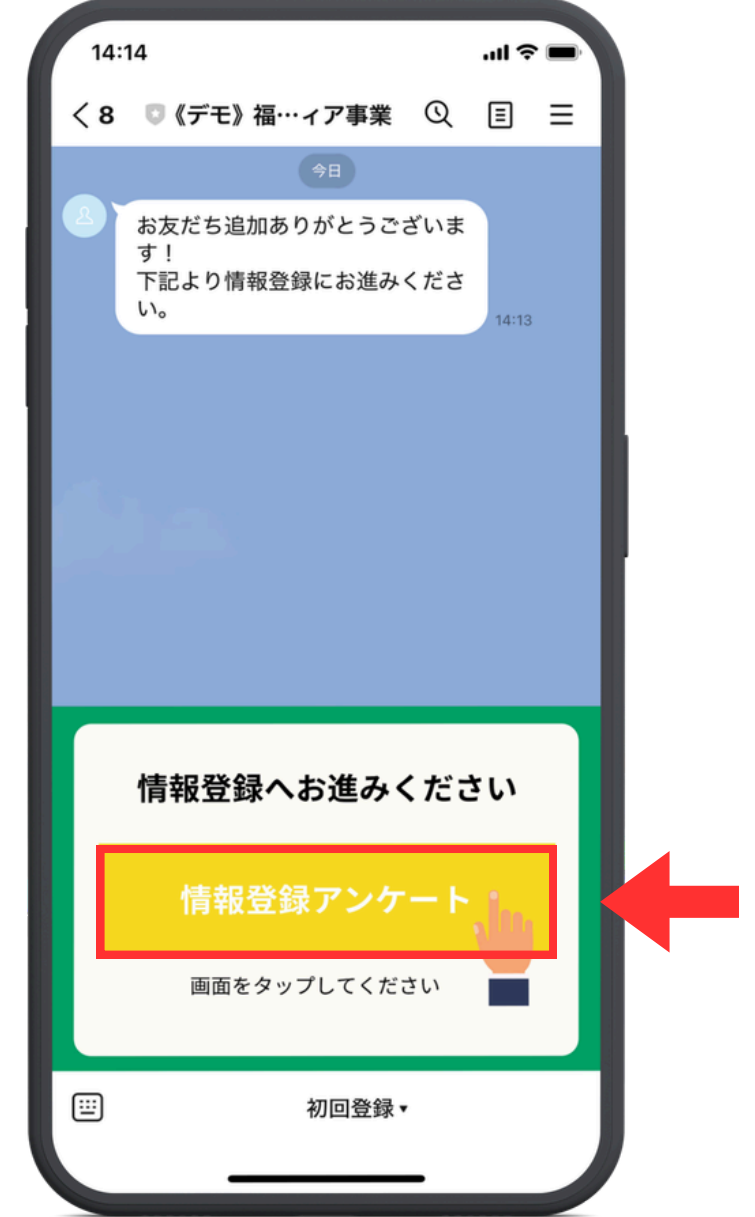 14:14
8 《デモ》福…ィア事業
今日
お友だち追加ありがとうございま
す！
下記より情報登録にお進みくださ
い。
14:13
情報登録へお進みください
情報登録アンケート
画面をタップしてください
初回登録▾